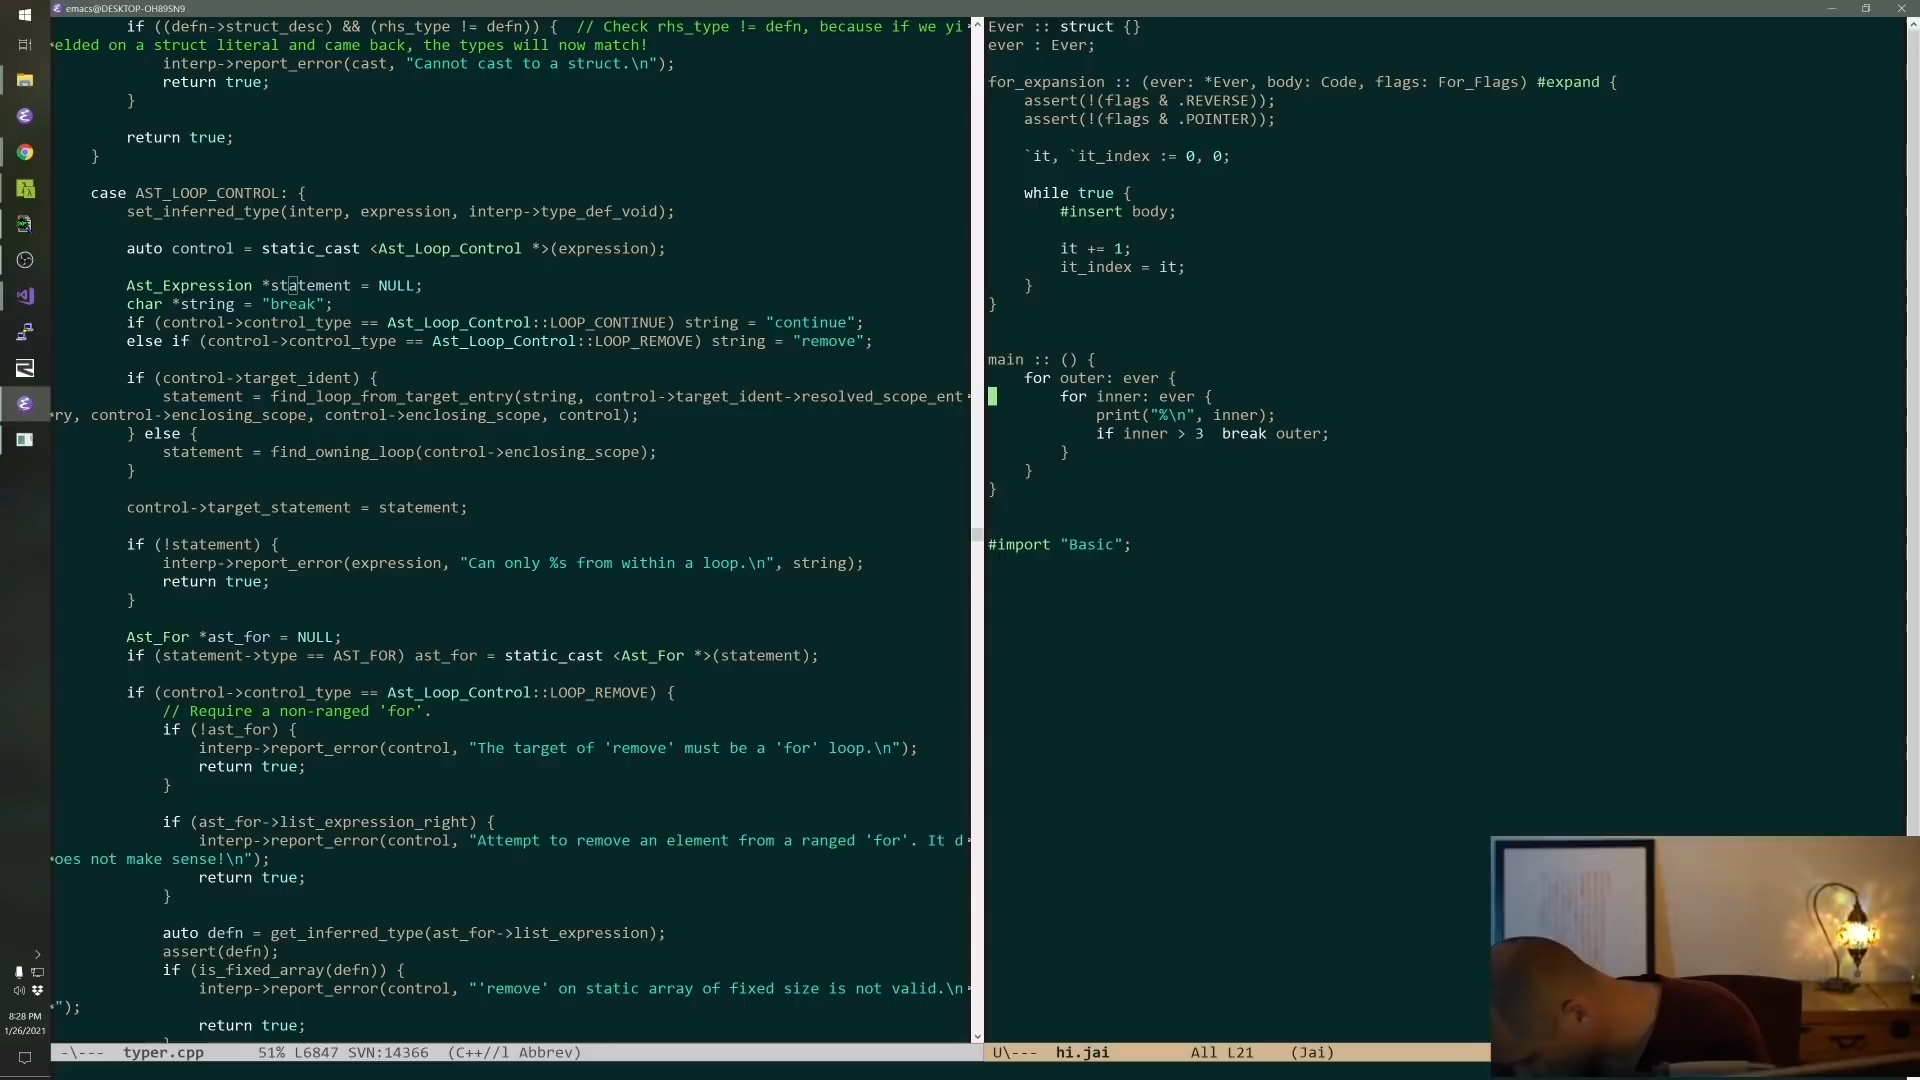 emacs@DESKTOP-OH89SN9
if ((defn->struct_desc) && (rhs_type != defn)) {  // Check rhs_type != defn, because if we yi
elded on a struct literal and came back, the types will now match!
interp->report_error(cast, "Cannot cast to a struct.\n");
return true;
}
return true;
}
case AST_LOOP_CONTROL: {
set_inferred_type(interp, expression, interp->type_def_void);
auto control = static_cast <Ast_Loop_Control *>(expression);
Ast_Expression *statement = NULL;
char *string = "break";
if (control->control_type == Ast_Loop_Control::LOOP_CONTINUE) string = "continue";
else if (control->control_type == Ast_Loop_Control::LOOP_REMOVE) string = "remove";
if (control->target_ident) {
statement = find_loop_from_target_entry(string, control->target_ident->resolved_scope_ent
ry, control->enclosing_scope, control->enclosing_scope, control);
} else {
statement = find_owning_loop(control->enclosing_scope);
}
control->target_statement = statement;
if (!statement) {
interp->report_error(expression, "Can only %s from within a loop.\n", string);
return true;
}
Ast_For *ast_for = NULL;
if (statement->type == AST_FOR) ast_for = static_cast <Ast_For *>(statement);
if (control->control_type == Ast_Loop_Control::LOOP_REMOVE) {
// Require a non-ranged 'for'.
if (!ast_for) {
interp->report_error(control, "The target of 'remove' must be a 'for' loop.\n");
return true;
}
if (ast_for->list_expression_right) {
interp->report_error(control, "Attempt to remove an element from a ranged 'for'. It d
oes not make sense!\n");
return true;
}
auto defn = get_inferred_type(ast_for->list_expression);
assert(defn);
if (is_fixed_array(defn)) {
interp->report_error(control, "'remove' on static array of fixed size is not valid.\n
");
return true;
-\---  typer.cpp  51% L6847 SVN:14366  (C++//l Abbrev)
Ever :: struct {}
ever : Ever;
for_expansion :: (ever: *Ever, body: Code, flags: For_Flags) #expand {
assert(!(flags & .REVERSE));
assert(!(flags & .POINTER));
`it, `it_index := 0, 0;
while true {
#insert body;
it += 1;
it_index = it;
}
}
main :: () {
for outer: ever {
for inner: ever {
print("%\n", inner);
if inner > 3  break outer;
}
}
}
#import "Basic";
U\---  hi.jai  All L21  (Jai)
8:28 PM
1/26/2021